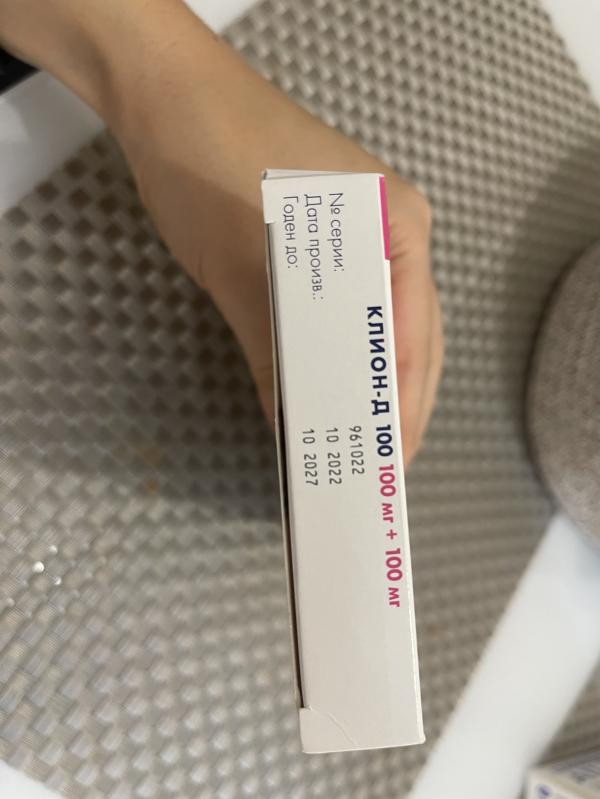 КЛИОН-Д 100 100 мг + 100 мг
№ серии: 961022
Дата произв.: 10 2022
Годен до: 10 2027